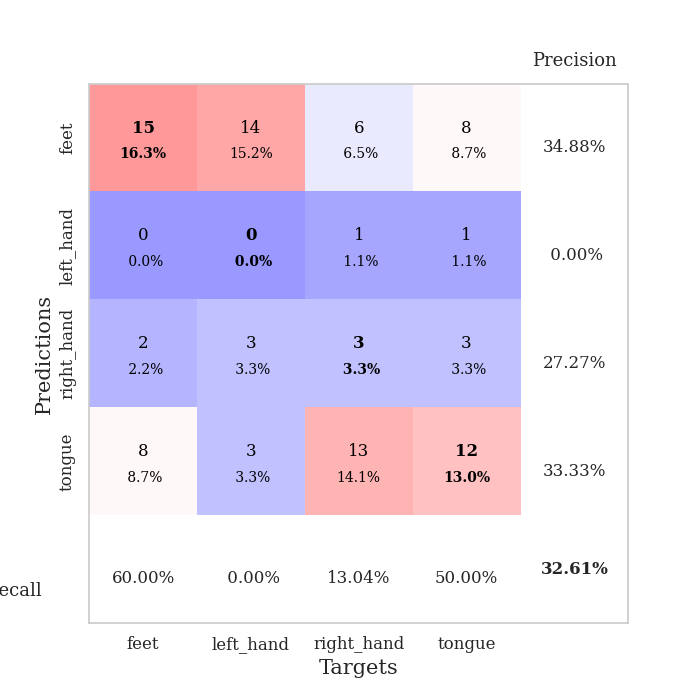 Precision
feet 15 14 6 8 34.88%
16.3% 15.2% 6.5% 8.7%
left_hand 0 0 1 1 0.00%
0.0% 0.0% 1.1% 1.1%
Predictions
right_hand 2 3 3 3 27.27%
2.2% 3.3% 3.3% 3.3%
tongue 8 3 13 12 33.33%
8.7% 3.3% 14.1% 13.0%
ecall 60.00% 0.00% 13.04% 50.00% 32.61%
feet left_hand right_hand tongue
Targets